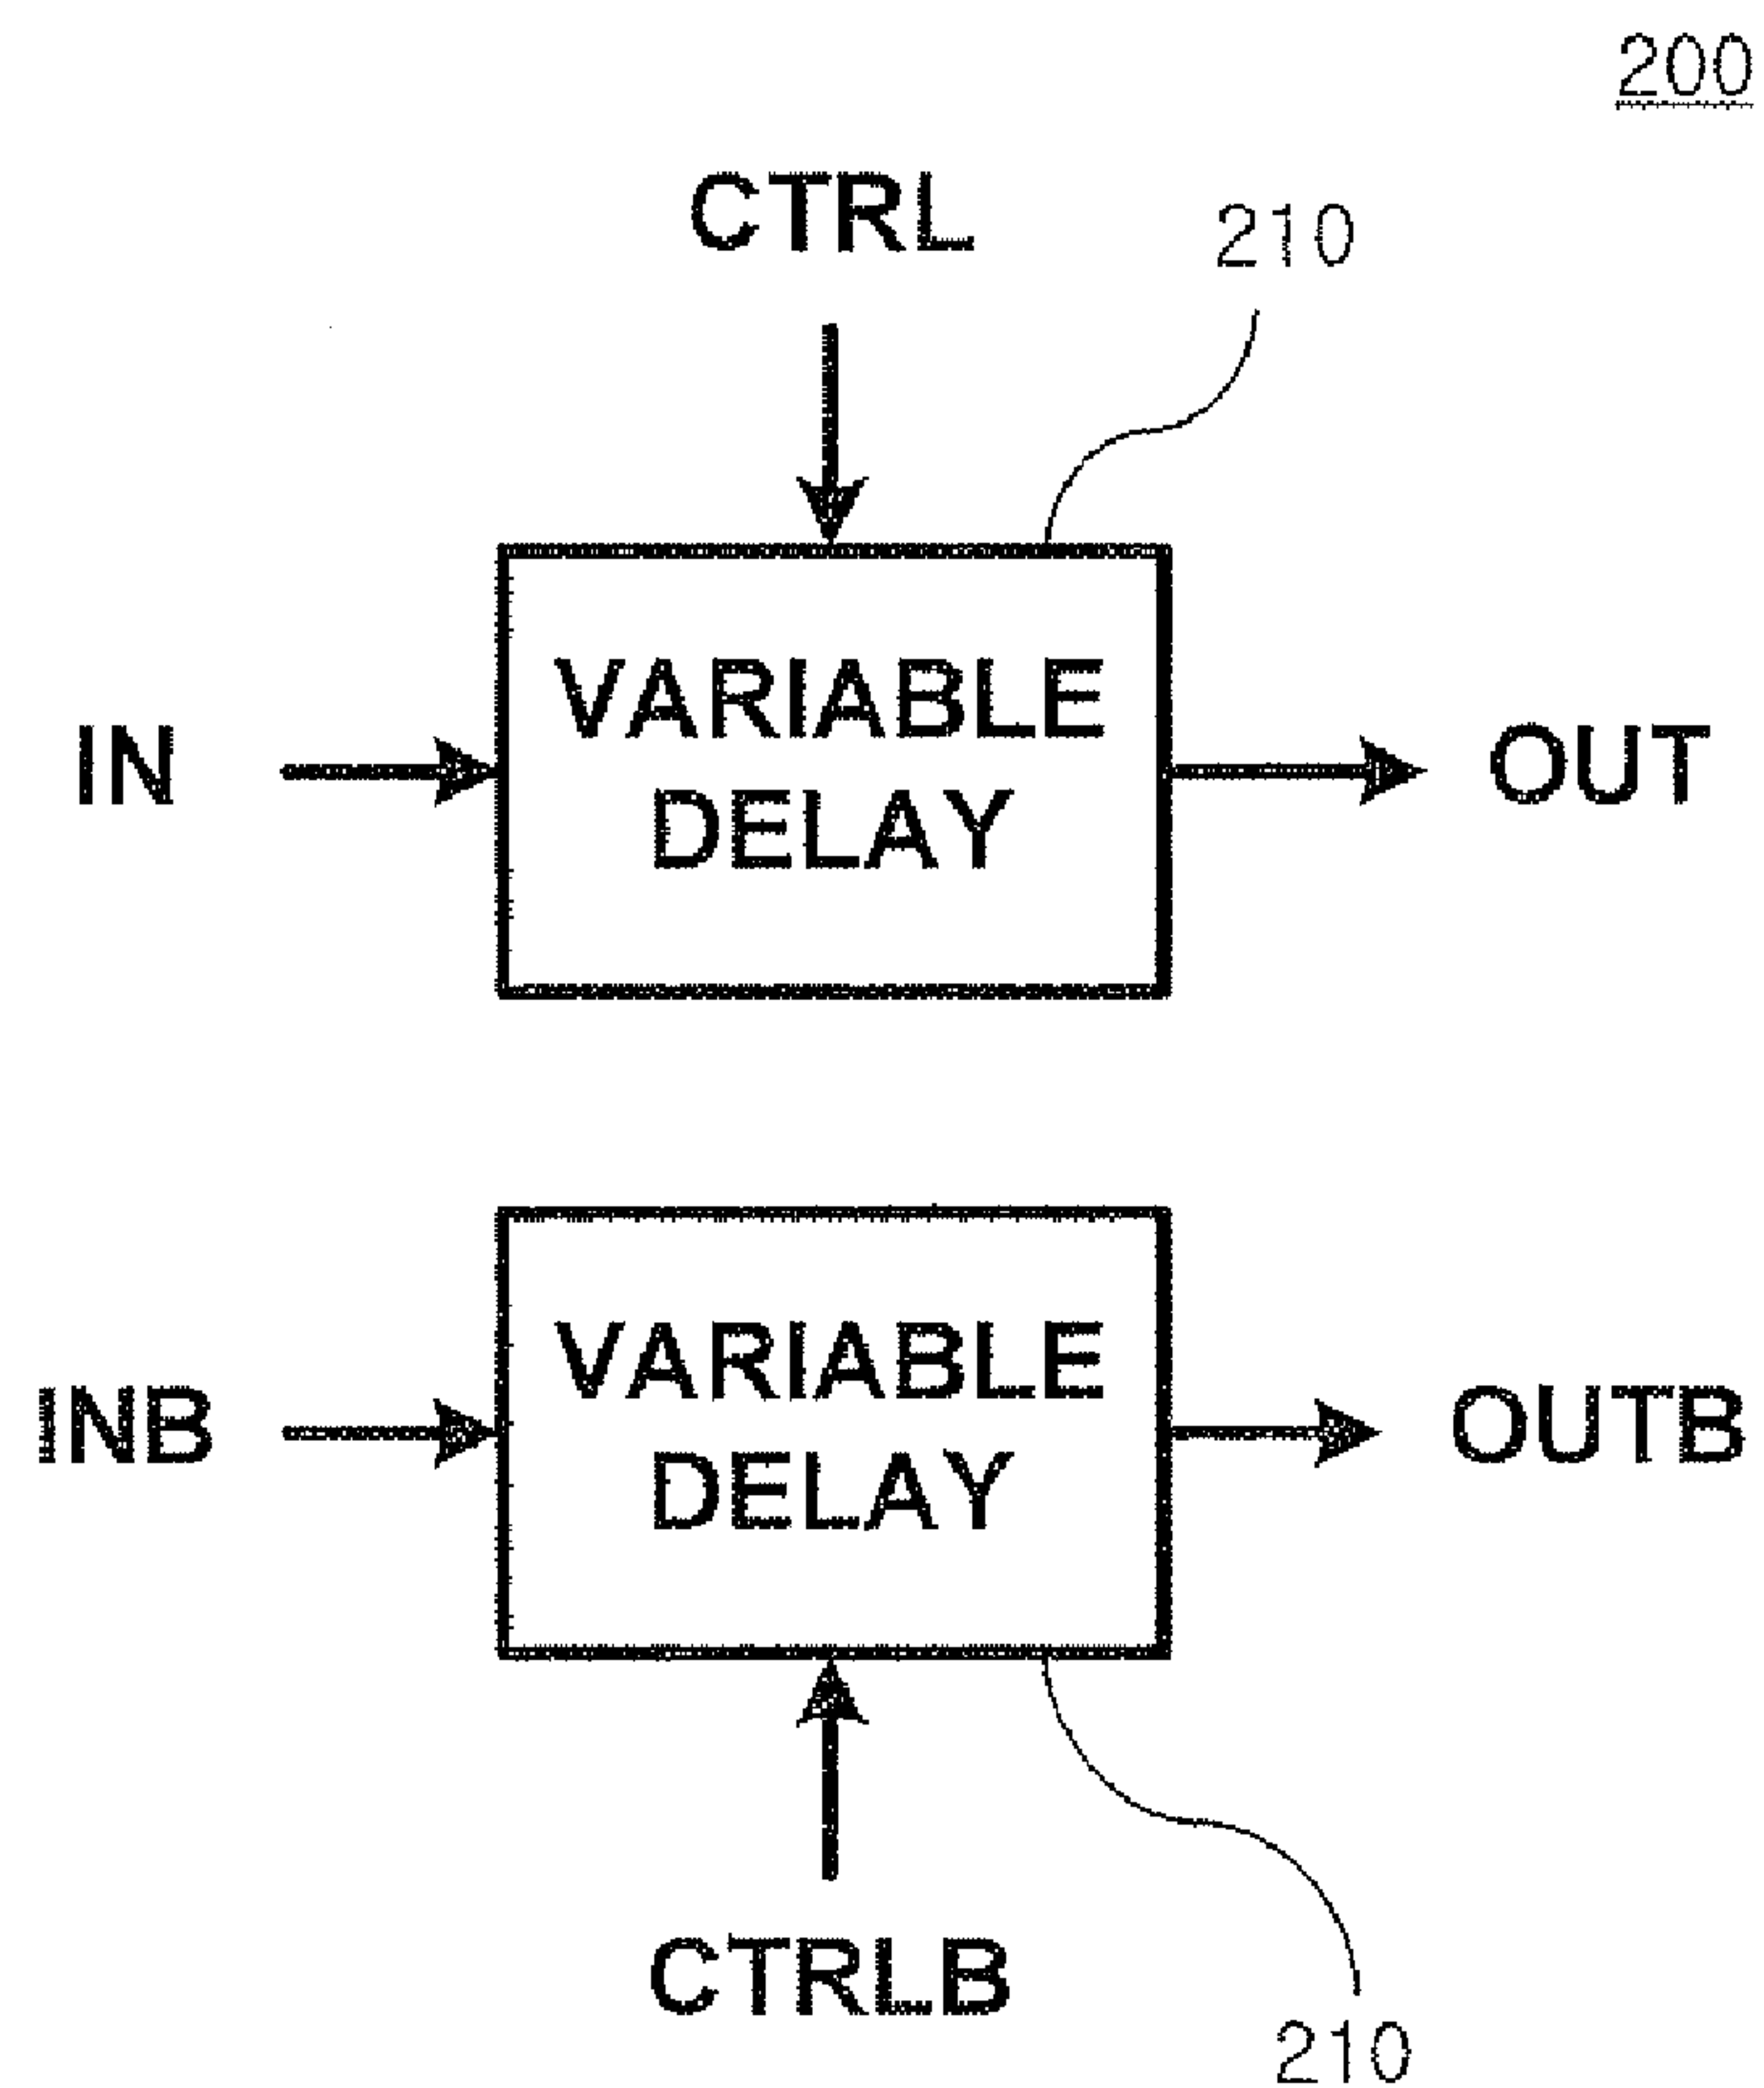 200
CTRL
210
VARIABLE
DELAY
IN
OUT
VARIABLE
DELAY
INB
OUTB
CTRLB
210